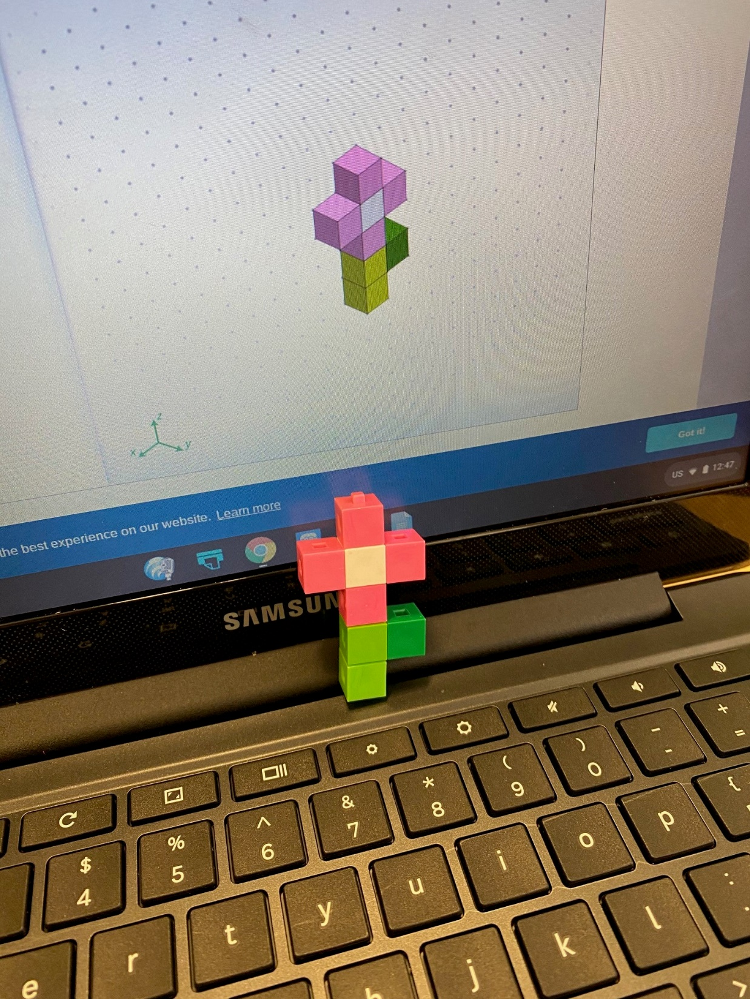 z
x y
Got it!
the best experience on our website. Learn more
US 12:47
SAMSUN
+
=
-
-
)
0
(
9
*
8
&
7
^
6
%
5
$
4
{
p
o
i
u
y
t
r
e
:
l
k
j
h
>